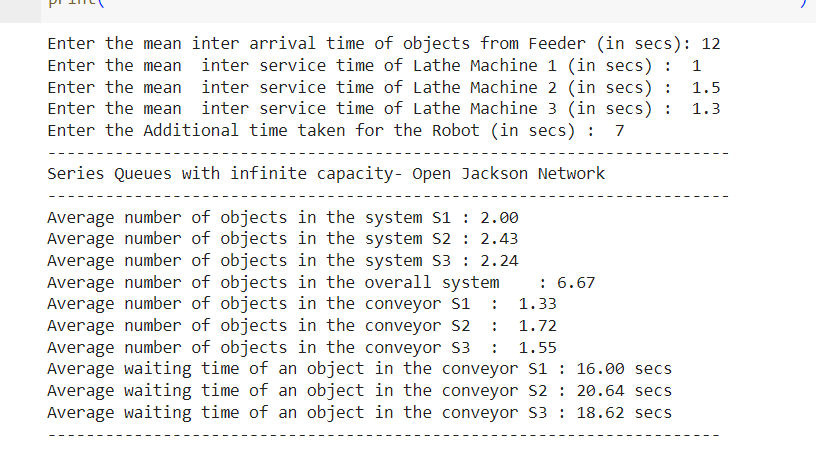 print(                                                                      )
Enter the mean inter arrival time of objects from Feeder (in secs): 12
Enter the mean  inter service time of Lathe Machine 1 (in secs) :  1
Enter the mean  inter service time of Lathe Machine 2 (in secs) :  1.5
Enter the mean  inter service time of Lathe Machine 3 (in secs) :  1.3
Enter the Additional time taken for the Robot (in secs) :  7
-----------------------------------------------------------------------
Series Queues with infinite capacity- Open Jackson Network
-----------------------------------------------------------------------
Average number of objects in the system S1 : 2.00
Average number of objects in the system S2 : 2.43
Average number of objects in the system S3 : 2.24
Average number of objects in the overall system    : 6.67
Average number of objects in the conveyor S1  :  1.33
Average number of objects in the conveyor S2  :  1.72
Average number of objects in the conveyor S3  :  1.55
Average waiting time of an object in the conveyor S1 : 16.00 secs
Average waiting time of an object in the conveyor S2 : 20.64 secs
Average waiting time of an object in the conveyor S3 : 18.62 secs
----------------------------------------------------------------------